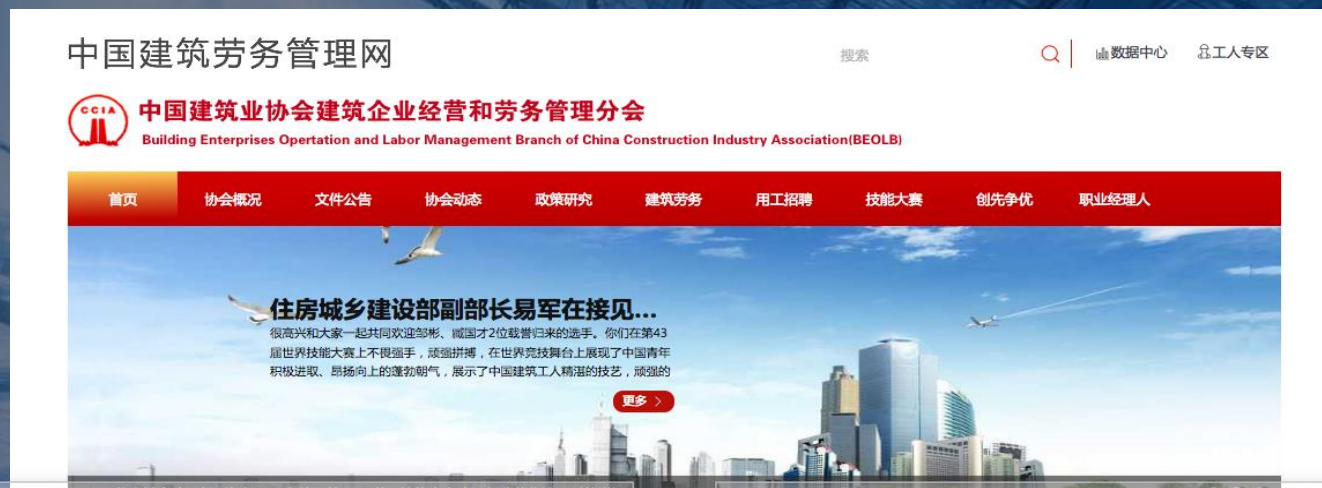 中国建筑劳务管理网
搜索
数据中心
工人专区
CCIA
中国建筑业协会建筑企业经营和劳务管理分会
Building Enterprises Opertation and Labor Management Branch of China Construction Industry Association(BEOLB)
首页 协会概况 文件公告 协会动态 政策研究 建筑劳务 用工招聘 技能大赛 创先争优 职业经理人
住房城乡建设部副部长易军在接见...
很高兴和大家一起共同欢迎邹彬、臧国才2位载誉归来的选手。你们在第43
届世界技能大赛上不畏强手，顽强拼搏，在世界竞技舞台上展现了中国青年
积极进取、昂扬向上的蓬勃朝气，展示了中国建筑工人精湛的技艺，顽强的
更多 >